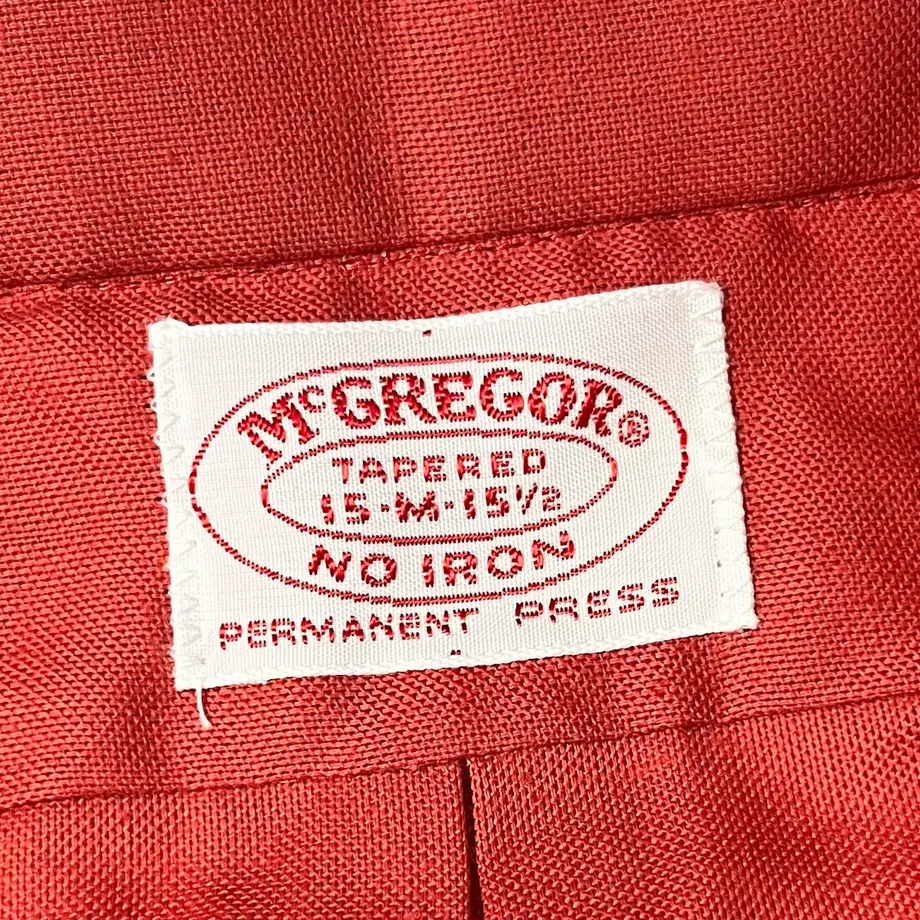 McGREGOR®
TAPERED
15-M-15½
NO IRON
PERMANENT PRESS